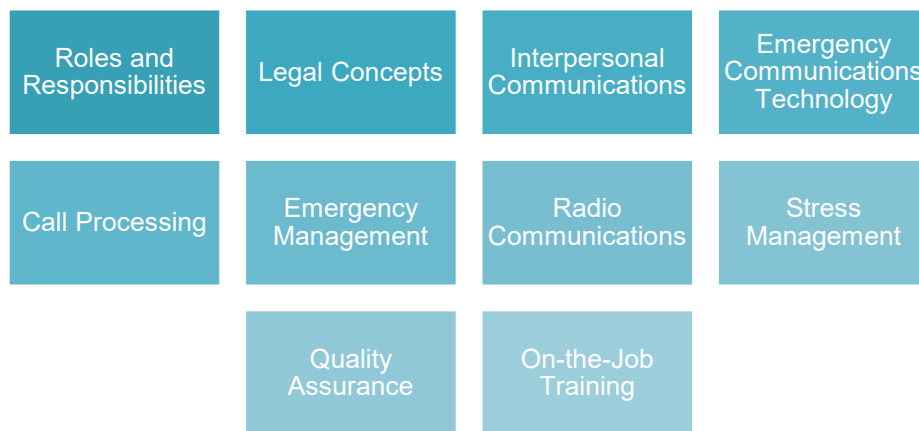 Roles and
Responsibilities
Legal Concepts
Interpersonal
Communications
Emergency
Communications
Technology
Call Processing
Emergency
Management
Radio
Communications
Stress
Management
Quality
Assurance
On-the-Job
Training